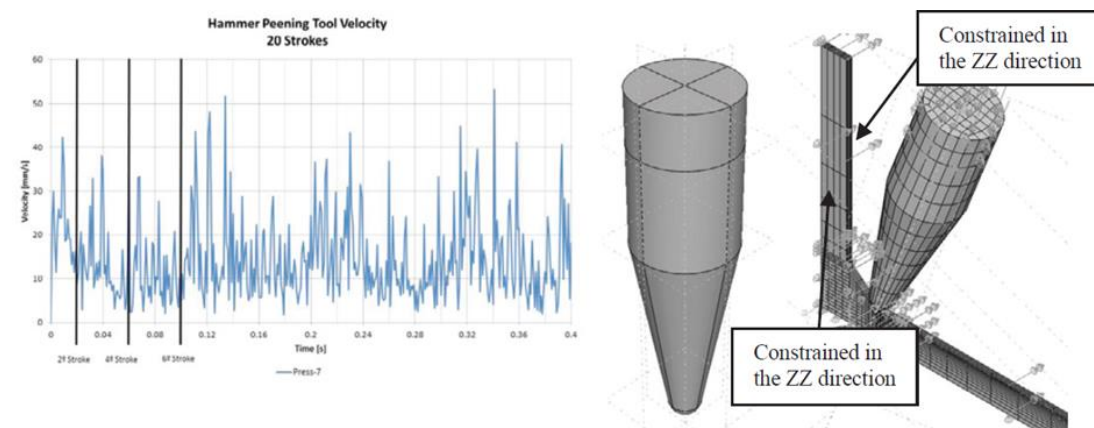 Hammer Peening Tool Velocity
20 Strokes
60
50
40
30
20
10
0
Velocity [mm/s]
0
0.04
0.08
0.12
0.16
0.2
0.24
0.28
0.32
0.36
0.4
Time [s]
2º Stroke
4º Stroke
6º Stroke
Press-7
Constrained in
the ZZ direction
Constrained in
the ZZ direction